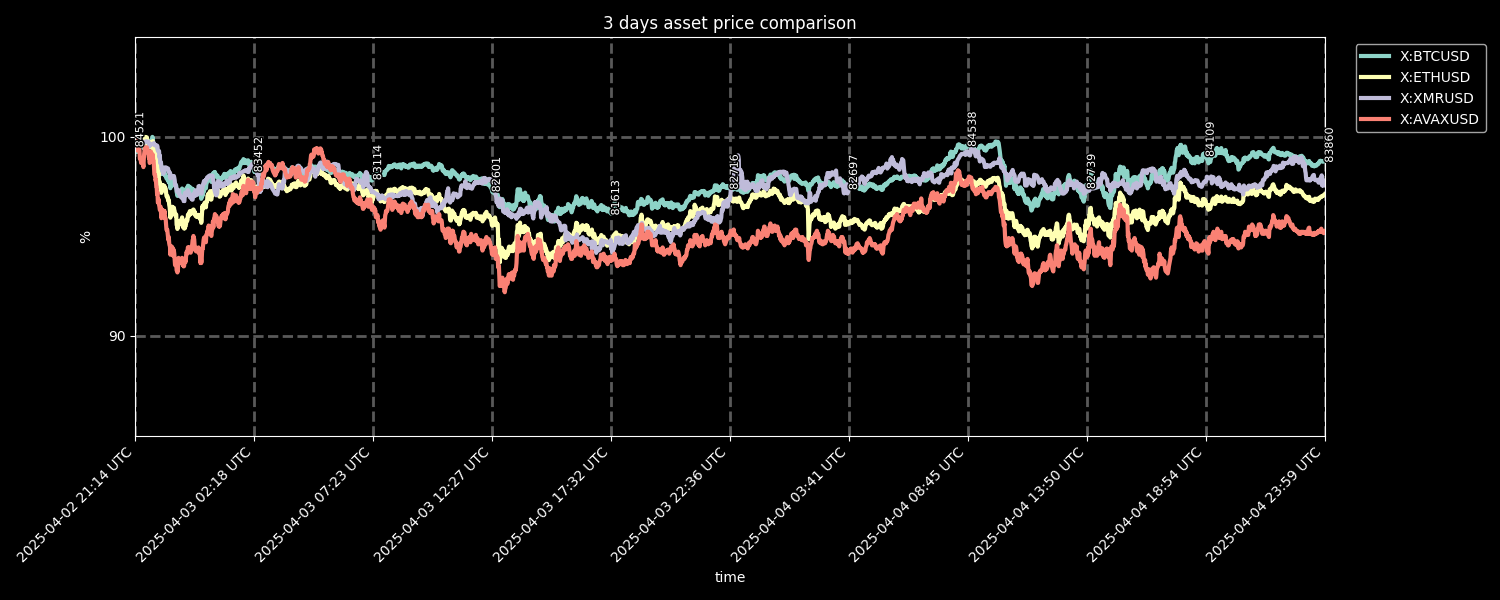 3 days asset price comparison
X:BTCUSD
X:ETHUSD
X:XMRUSD
X:AVAXUSD
100
90
%
84521
83452
83114
82601
81613
82716
82697
84538
82739
84109
83860
2025-04-02 21:14 UTC
2025-04-03 02:18 UTC
2025-04-03 07:23 UTC
2025-04-03 12:27 UTC
2025-04-03 17:32 UTC
2025-04-03 22:36 UTC
2025-04-04 03:41 UTC
2025-04-04 08:45 UTC
2025-04-04 13:50 UTC
2025-04-04 18:54 UTC
2025-04-04 23:59 UTC
time